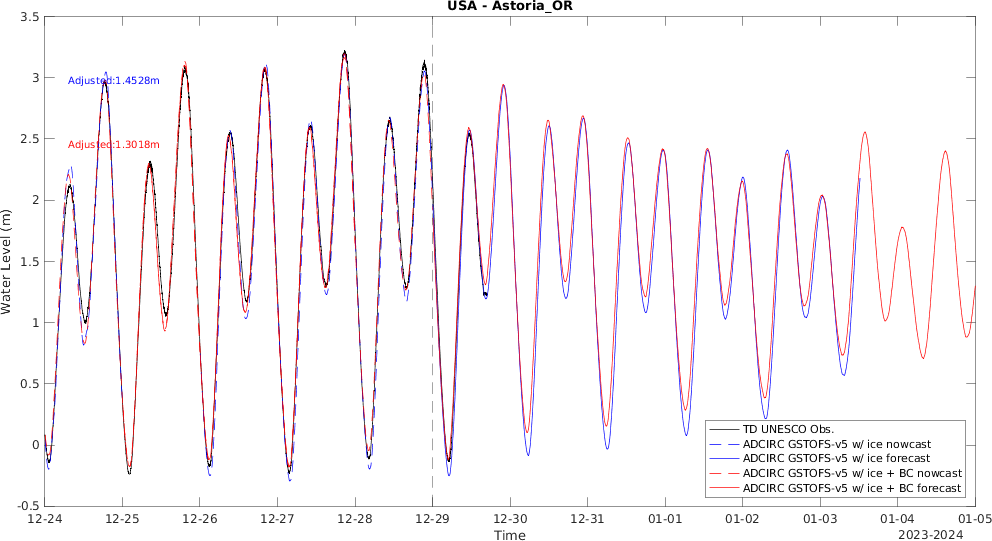 USA - Astoria_OR
3.5
3
2.5
2
1.5
1
0.5
0
-0.5
Water Level (m)
Adjusted:1.4528m
Adjusted:1.3018m
TD UNESCO Obs.
ADCIRC GSTOFS-v5 w/ ice nowcast
ADCIRC GSTOFS-v5 w/ ice forecast
ADCIRC GSTOFS-v5 w/ ice + BC nowcast
ADCIRC GSTOFS-v5 w/ ice + BC forecast
12-24 12-25 12-26 12-27 12-28 12-29 12-30 12-31 01-01 01-02 01-03 01-04 01-05
Time
2023-2024